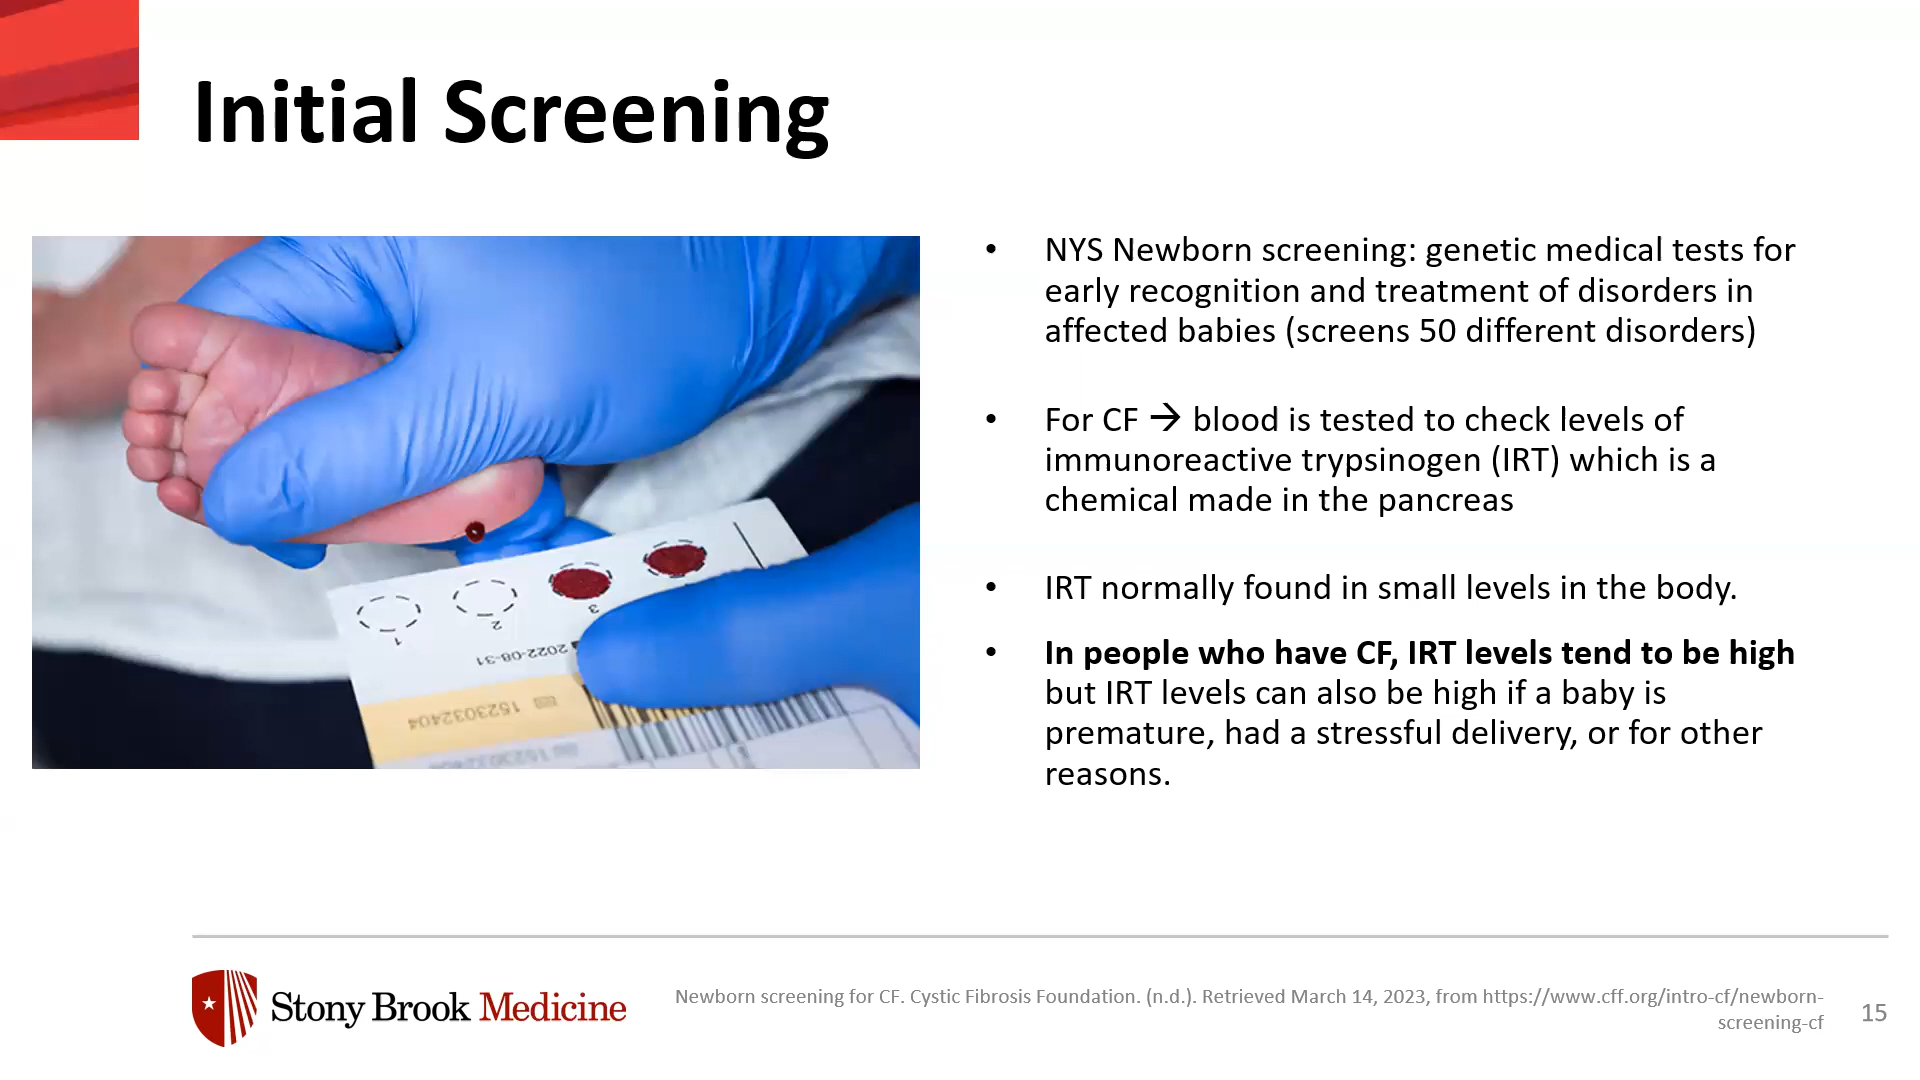 Initial Screening
• NYS Newborn screening: genetic medical tests for
early recognition and treatment of disorders in
affected babies (screens 50 different disorders)
• For CF → blood is tested to check levels of
immunoreactive trypsinogen (IRT) which is a
chemical made in the pancreas
• IRT normally found in small levels in the body.
• In people who have CF, IRT levels tend to be high
but IRT levels can also be high if a baby is
premature, had a stressful delivery, or for other
reasons.
1 2 3
2022-08-31
1523032404
Stony Brook Medicine
Newborn screening for CF. Cystic Fibrosis Foundation. (n.d.). Retrieved March 14, 2023, from https://www.cff.org/intro-cf/newborn-
screening-cf
15